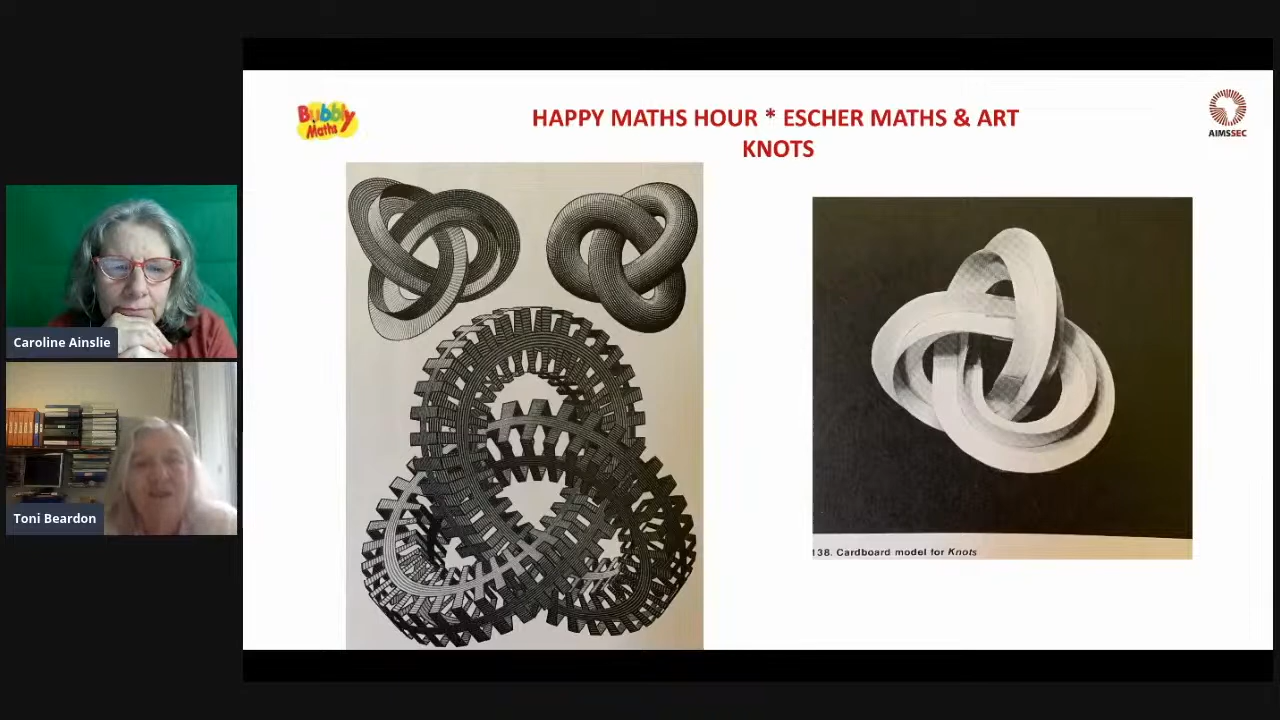 Bubbly
Maths
HAPPY MATHS HOUR * ESCHER MATHS & ART
KNOTS
AIMSSEC
138. Cardboard model for Knots
Caroline Ainslie
Toni Beardon